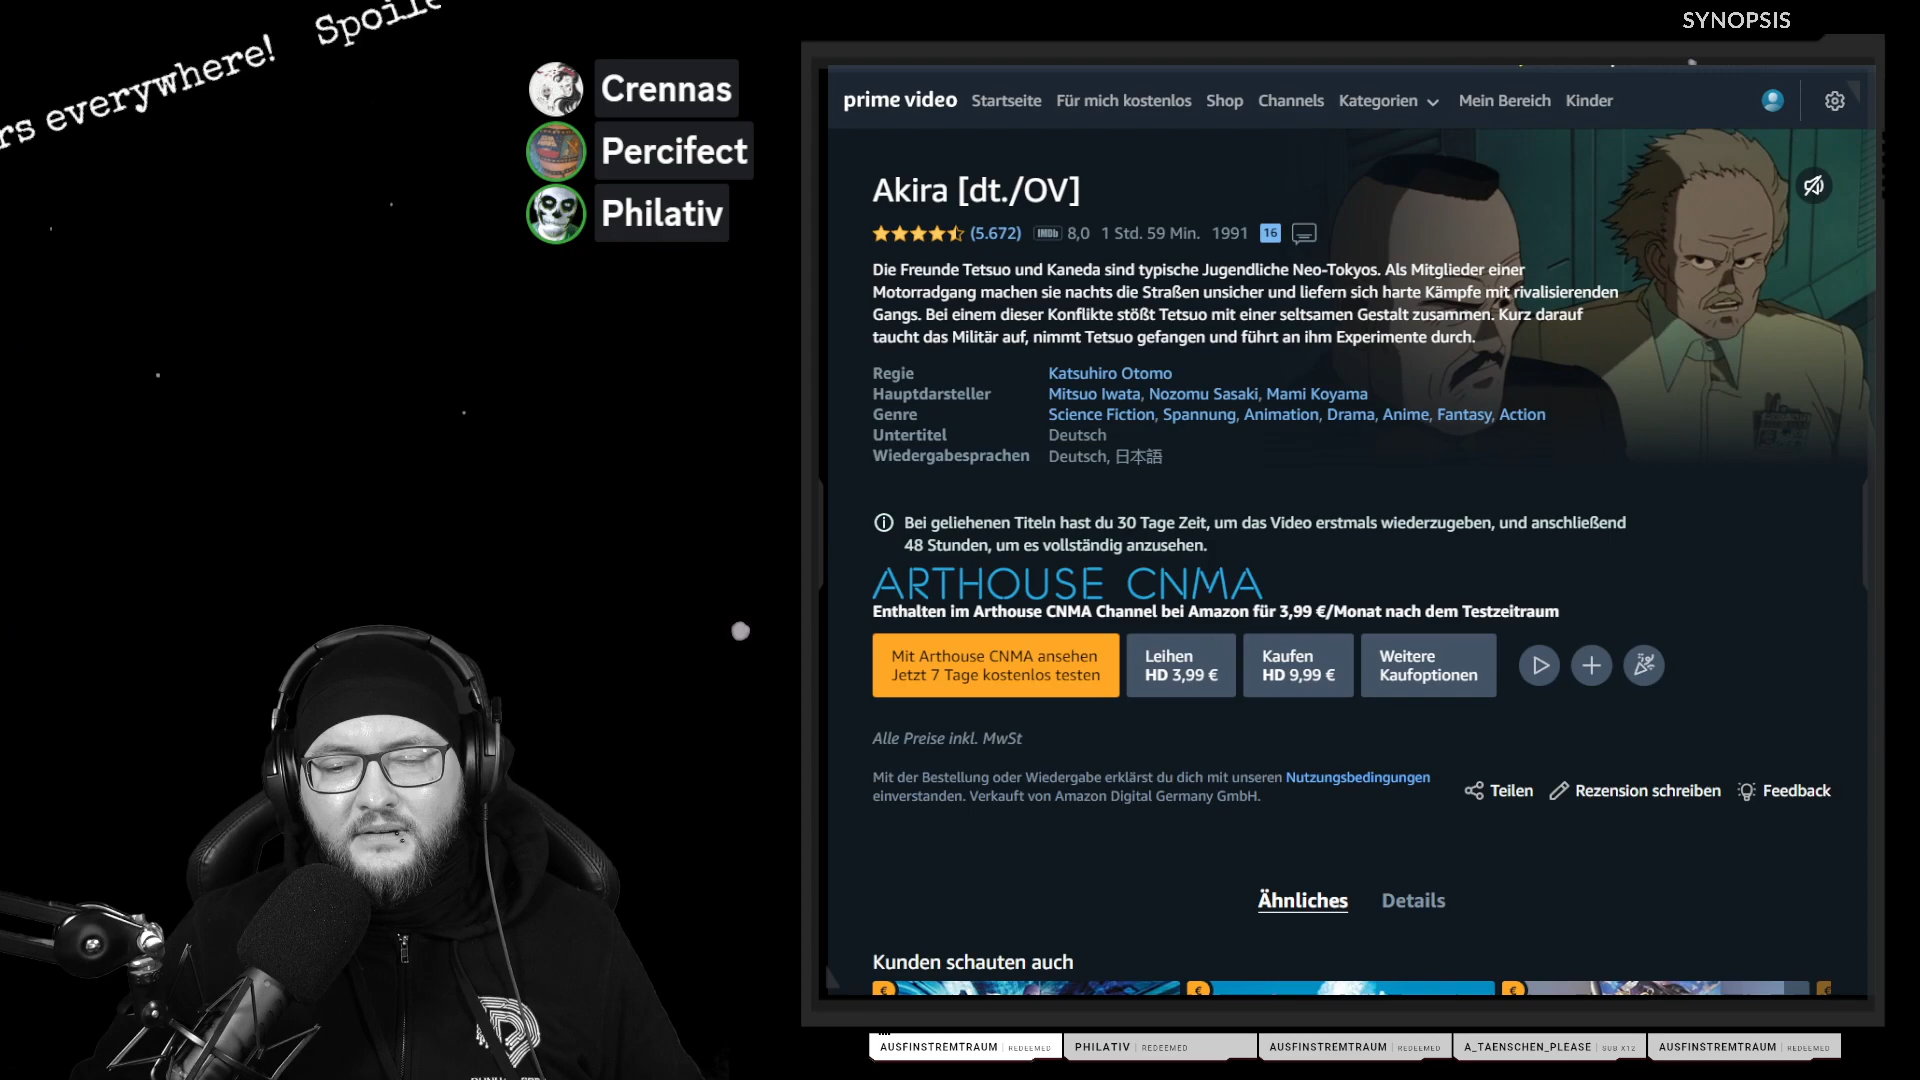 rs everywhere! Spoile
SYNOPSIS
Crennas
Percifect
Philativ
prime video Startseite Für mich kostenlos Shop Channels Kategorien Mein Bereich Kinder
Akira [dt./OV]
(5.672) IMDb 8,0 1 Std. 59 Min. 1991 16
Die Freunde Tetsuo und Kaneda sind typische Jugendliche Neo-Tokyos. Als Mitglieder einer
Motorradgang machen sie nachts die Straßen unsicher und liefern sich harte Kämpfe mit rivalisierenden
Gangs. Bei einem dieser Konflikte stößt Tetsuo mit einer seltsamen Gestalt zusammen. Kurz darauf
taucht das Militär auf, nimmt Tetsuo gefangen und führt an ihm Experimente durch.
Regie Katsuhiro Otomo
Hauptdarsteller Mitsuo Iwata, Nozomu Sasaki, Mami Koyama
Genre Science Fiction, Spannung, Animation, Drama, Anime, Fantasy, Action
Untertitel Deutsch
Wiedergabesprachen Deutsch, 日本語
Bei geliehenen Titeln hast du 30 Tage Zeit, um das Video erstmals wiederzugeben, und anschließend
48 Stunden, um es vollständig anzusehen.
ARTHOUSE CNMA
Enthalten im Arthouse CNMA Channel bei Amazon für 3,99 €/Monat nach dem Testzeitraum
Mit Arthouse CNMA ansehen
Jetzt 7 Tage kostenlos testen
Leihen
HD 3,99 €
Kaufen
HD 9,99 €
Weitere
Kaufoptionen
Alle Preise inkl. MwSt
Mit der Bestellung oder Wiedergabe erklärst du dich mit unseren Nutzungsbedingungen
einverstanden. Verkauft von Amazon Digital Germany GmbH.
Teilen Rezension schreiben Feedback
Ähnliches Details
Kunden schauten auch
€ € € €
AUSFINSTREMTRAUM REDEEMED PHILATIV REDEEMED AUSFINSTREMTRAUM REDEEMED A_TAENSCHEN_PLEASE SUB X12 AUSFINSTREMTRAUM REDEEMED